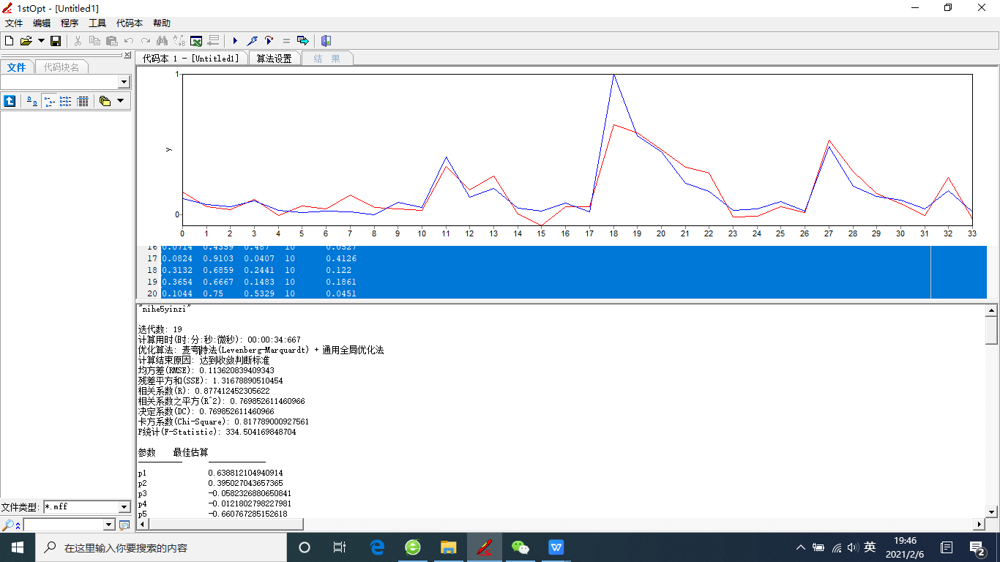 1stOpt - [Untitled1]
文件 编辑 程序 工具 代码本 帮助
文件 代码块名
代码本 1 - [Untitled1] 算法设置 结 果
1
y
0
0 1 2 3 4 5 6 7 8 9 10 11 12 13 14 15 16 17 18 19 20 21 22 23 24 25 26 27 28 29 30 31 32 33
16 0.0714 0.4359 0.487 10 0.0527
17 0.0824 0.9103 0.0407 10 0.4126
18 0.3132 0.6859 0.2441 10 0.122
19 0.3654 0.6667 0.1483 10 0.1861
20 0.1044 0.75 0.5329 10 0.0451
"nihe5yinzi"
迭代数: 19
计算用时(时:分:秒:微秒): 00:00:34:667
优化算法: 麦夸特法(Levenberg-Marquardt) + 通用全局优化法
计算结束原因: 达到收敛判断标准
均方差(RMSE): 0.113620839409343
残差平方和(SSE): 1.31678890510454
相关系数(R): 0.877412452305622
相关系数之平方(R^2): 0.769852611460966
决定系数(DC): 0.769852611460966
卡方系数(Chi-Square): 0.817789000927561
F统计(F-Statistic): 334.504169848704
参数 最佳估算
p1 0.638812104940914
p2 0.395027043657365
p3 -0.0582326880650841
p4 -0.0121802798227981
p5 -0.660767285152618
文件类型: *.mff
在这里输入你要搜索的内容
英
19:46
2021/2/6
2